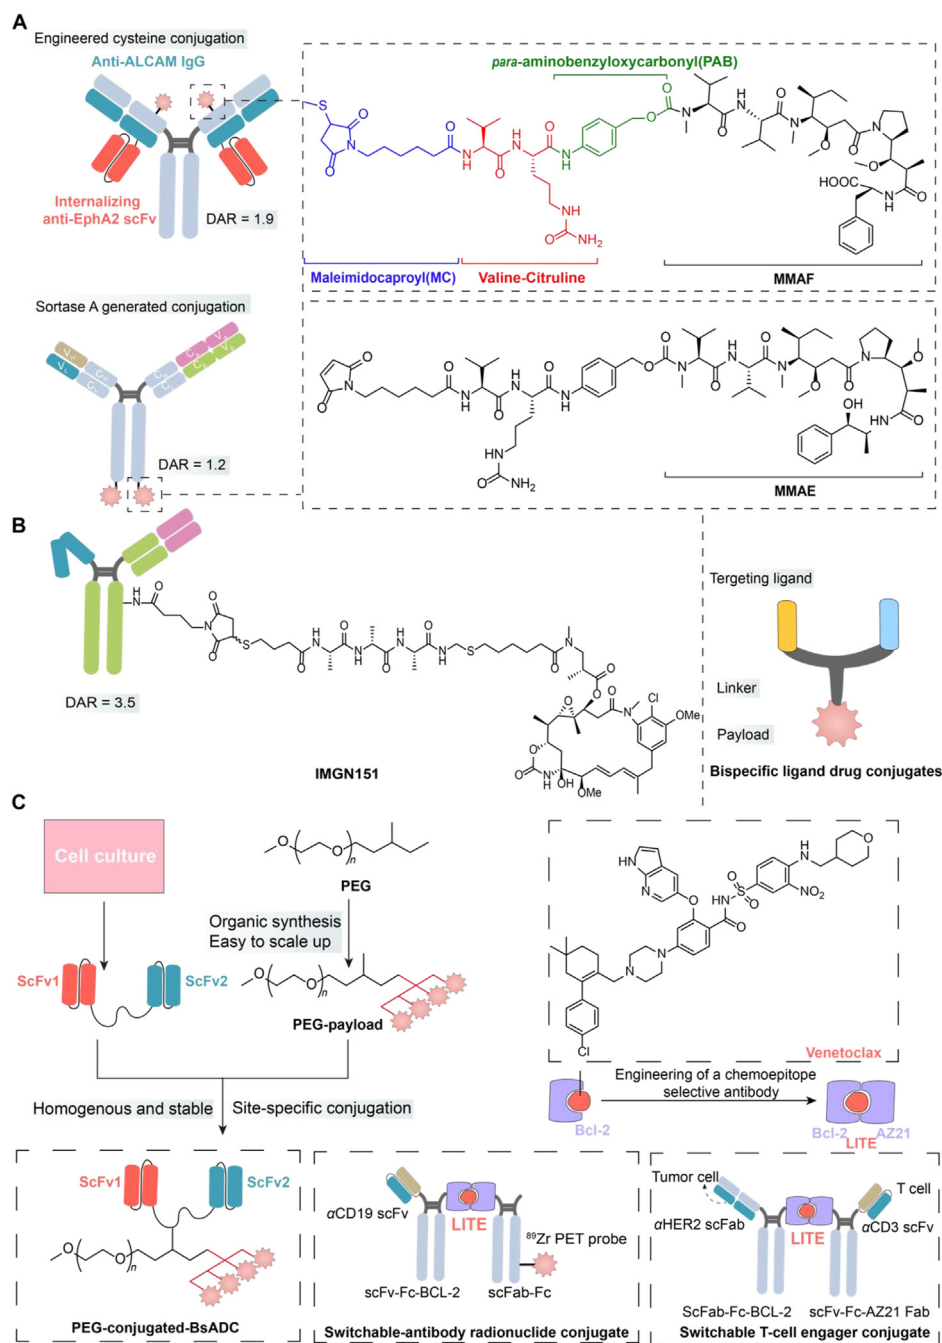 A
Engineered cysteine conjugation
Anti-ALCAM IgG
Internalizing
anti-EphA2 scFv
DAR = 1.9
para-aminobenzyloxycarbonyl(PAB)
Maleimidocaproyl(MC)
Valine-Citruline
MMAF
Sortase A generated conjugation
DAR = 1.2
MMAE
B
DAR = 3.5
IMGN151
Targeting ligand
Linker
Payload
Bispecific ligand drug conjugates
C
Cell culture
PEG
Organic synthesis
Easy to scale up
ScFv1
ScFv2
PEG-payload
Homogenous and stable
Site-specific conjugation
Venetoclax
Engineering of a chemoepitope
selective antibody
Bcl-2
Bcl-2
AZ21
LITE
ScFv1
ScFv2
PEG-conjugated-BsADC
αCD19 scFv
LITE
⁸⁹Zr PET probe
scFv-Fc-BCL-2
scFab-Fc
Switchable-antibody radionuclide conjugate
Tumor cell
T cell
αHER2 scFab
αCD3 scFv
LITE
ScFab-Fc-BCL-2
scFv-Fc-AZ21 Fab
Switchable T-cell engager conjugate